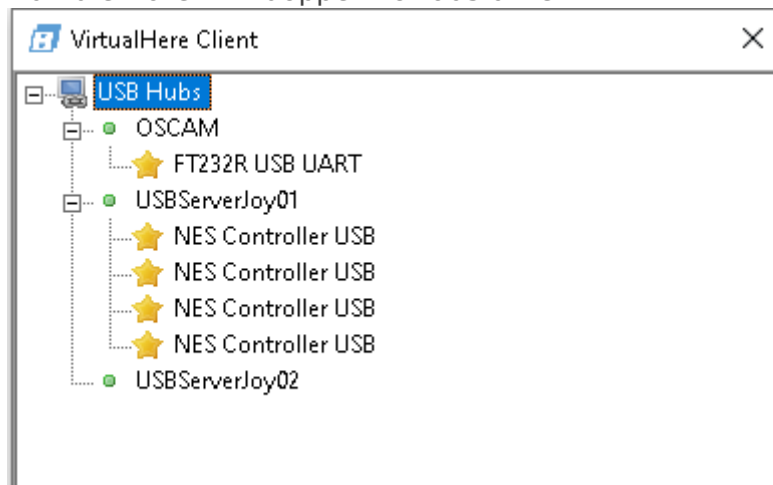 VirtualHere Client
USB Hubs
OSCAM
FT232R USB UART
USBServerJoy01
NES Controller USB
NES Controller USB
NES Controller USB
NES Controller USB
USBServerJoy02